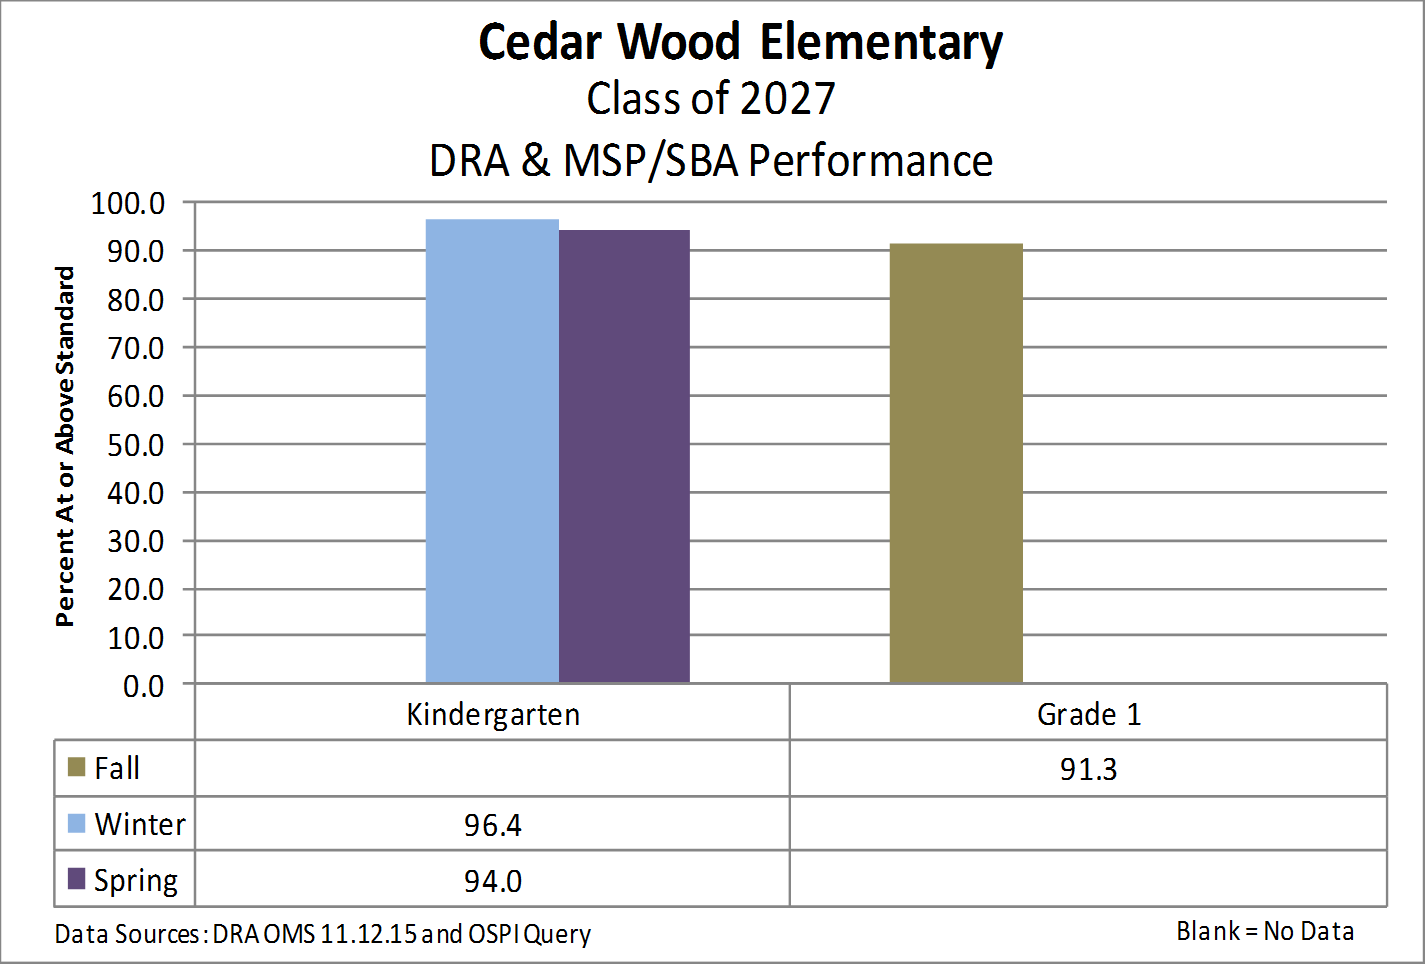 Cedar Wood Elementary
Class of 2027
DRA & MSP/SBA Performance
Percent At or Above Standard
100.0
90.0
80.0
70.0
60.0
50.0
40.0
30.0
20.0
10.0
0.0
Kindergarten Grade 1
Fall 91.3
Winter 96.4
Spring 94.0
Data Sources: DRA OMS 11.12.15 and OSPI Query
Blank = No Data